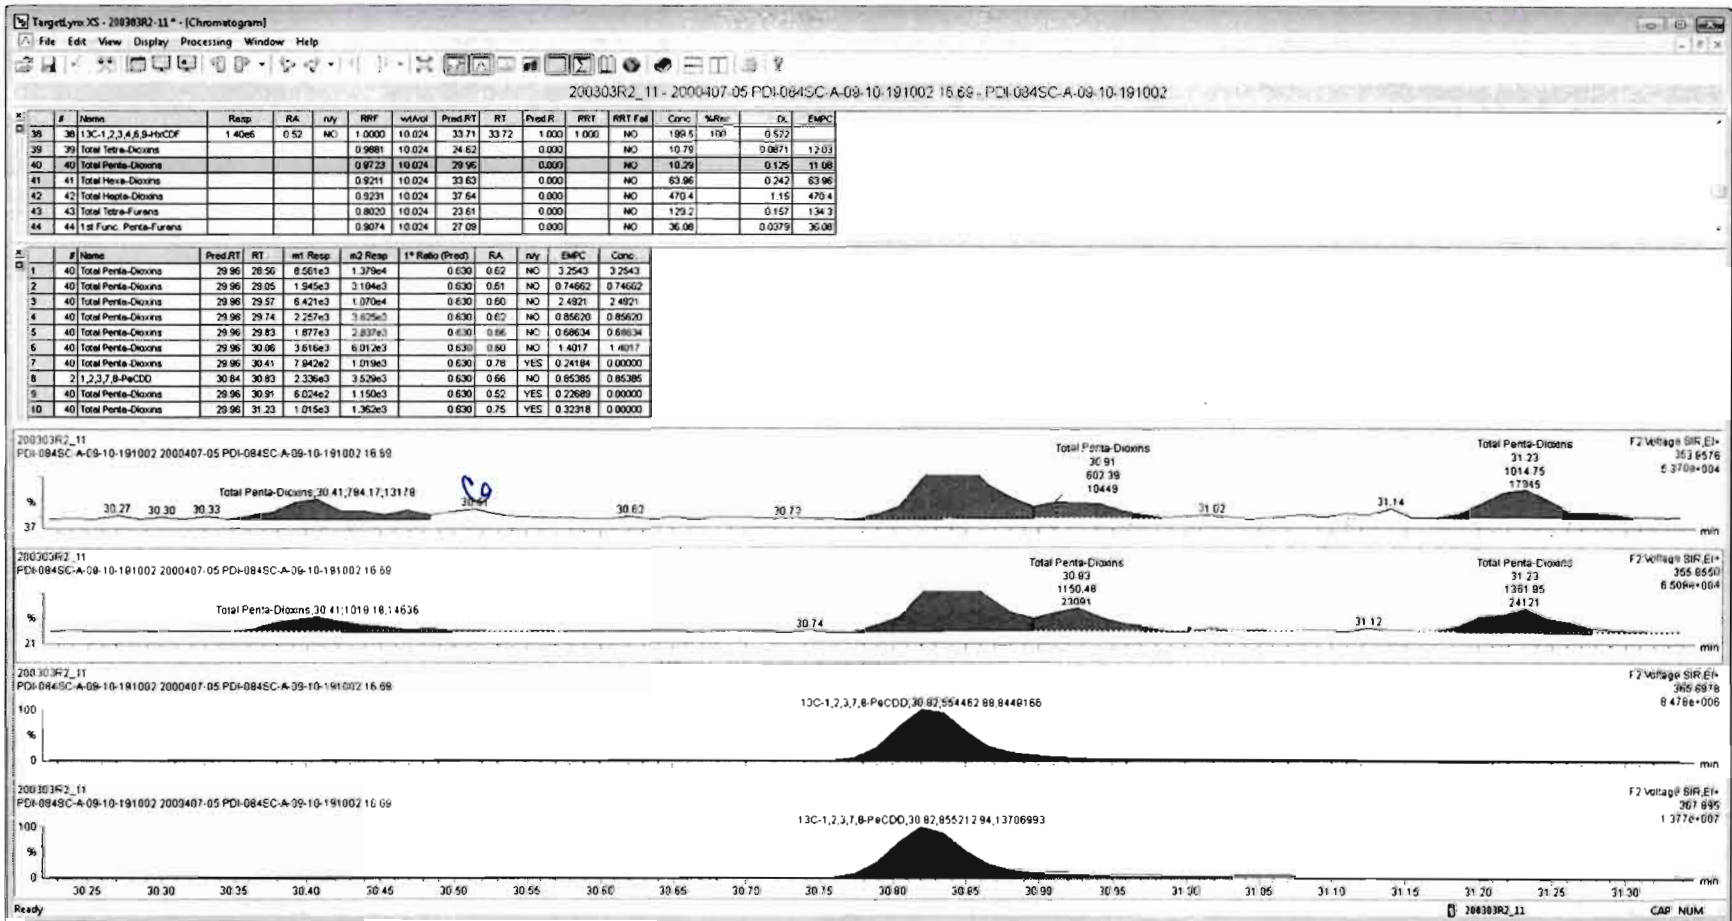 TargetLynx XS - 200303R2-11 * - [Chromatogram]
File Edit View Display Processing Window Help
200303R2_11 - 2000407-05 PDI-084SC-A-09-10-191002 16.69 - PDI-084SC-A-09-10-191002
# Name Resp RA n/y RRF wt/vol Pred.RT RT Pred.R RRT RRT Fail Conc %Rec DL EMPC
38 38 13C-1,2,3,4,6,9-HxCDF 1.40e6 0.52 NO 1.0000 10.024 33.71 33.72 1.000 1.000 NO 199.5 100 0.572
39 39 Total Tetra-Dioxins 0.9881 10.024 24.62 0.000 NO 10.79 0.0871 12.03
40 40 Total Penta-Dioxins 0.9723 10.024 29.96 0.000 NO 10.29 0.125 11.08
41 41 Total Hexa-Dioxins 0.9211 10.024 33.63 0.000 NO 63.96 0.242 63.96
42 42 Total Hepta-Dioxins 0.9231 10.024 37.64 0.000 NO 470.4 1.15 470.4
43 43 Total Tetra-Furans 0.8020 10.024 23.61 0.000 NO 129.2 0.157 134.3
44 44 1st Func. Penta-Furans 0.9074 10.024 27.09 0.000 NO 36.08 0.0379 36.08
# Name Pred.RT RT m1 Resp m2 Resp 1° Ratio (Pred) RA n/y EMPC Conc.
1 40 Total Penta-Dioxins 29.96 28.56 8.561e3 1.379e4 0.630 0.62 NO 3.2543 3.2543
2 40 Total Penta-Dioxins 29.96 29.05 1.945e3 3.184e3 0.630 0.61 NO 0.74662 0.74662
3 40 Total Penta-Dioxins 29.96 29.57 6.421e3 1.070e4 0.630 0.60 NO 2.4921 2.4921
4 40 Total Penta-Dioxins 29.96 29.74 2.257e3 3.625e3 0.630 0.62 NO 0.85620 0.85620
5 40 Total Penta-Dioxins 29.96 29.83 1.877e3 2.837e3 0.630 0.66 NO 0.68634 0.68634
6 40 Total Penta-Dioxins 29.96 30.06 3.616e3 6.012e3 0.630 0.60 NO 1.4017 1.4017
7 40 Total Penta-Dioxins 29.96 30.41 7.942e2 1.019e3 0.630 0.78 YES 0.24184 0.00000
8 2 1,2,3,7,8-PeCDD 30.84 30.83 2.336e3 3.529e3 0.630 0.66 NO 0.85385 0.85385
9 40 Total Penta-Dioxins 29.96 30.91 6.024e2 1.150e3 0.630 0.52 YES 0.22689 0.00000
10 40 Total Penta-Dioxins 29.96 31.23 1.015e3 1.362e3 0.630 0.75 YES 0.32318 0.00000
200303R2_11
PDI-084SC-A-09-10-191002 2000407-05 PDI-084SC-A-09-10-191002 16.69
F2:Voltage SIR,EI+
353.8576
5.370e+004
Total Penta-Dioxins
30.91
602.39
10449
Total Penta-Dioxins
31.23
1014.75
17945
Total Penta-Dioxins;30.41;794.17;13178
30.27 30.30 30.33 30.51 30.62 30.73 31.02 31.14
%
37
min
200303R2_11
PDI-084SC-A-09-10-191002 2000407-05 PDI-084SC-A-09-10-191002 16.69
F2:Voltage SIR,EI+
355.8550
6.508e+004
Total Penta-Dioxins
30.93
1150.48
23091
Total Penta-Dioxins
31.23
1361.95
24121
Total Penta-Dioxins;30.41;1019.18;14636
30.74 31.12
%
21
min
200303R2_11
PDI-084SC-A-09-10-191002 2000407-05 PDI-084SC-A-09-10-191002 16.69
F2:Voltage SIR,EI+
365.8978
8.478e+006
13C-1,2,3,7,8-PeCDD;30.82;554462.88;8449166
100
%
0
min
200303R2_11
PDI-084SC-A-09-10-191002 2000407-05 PDI-084SC-A-09-10-191002 16.69
F2:Voltage SIR,EI+
367.895
1.377e+007
13C-1,2,3,7,8-PeCDD;30.82;855212.94;13706993
100
%
0
min
30.25 30.30 30.35 30.40 30.45 30.50 30.55 30.60 30.65 30.70 30.75 30.80 30.85 30.90 30.95 31.00 31.05 31.10 31.15 31.20 31.25 31.30
Ready 200303R2_11 CAP NUM